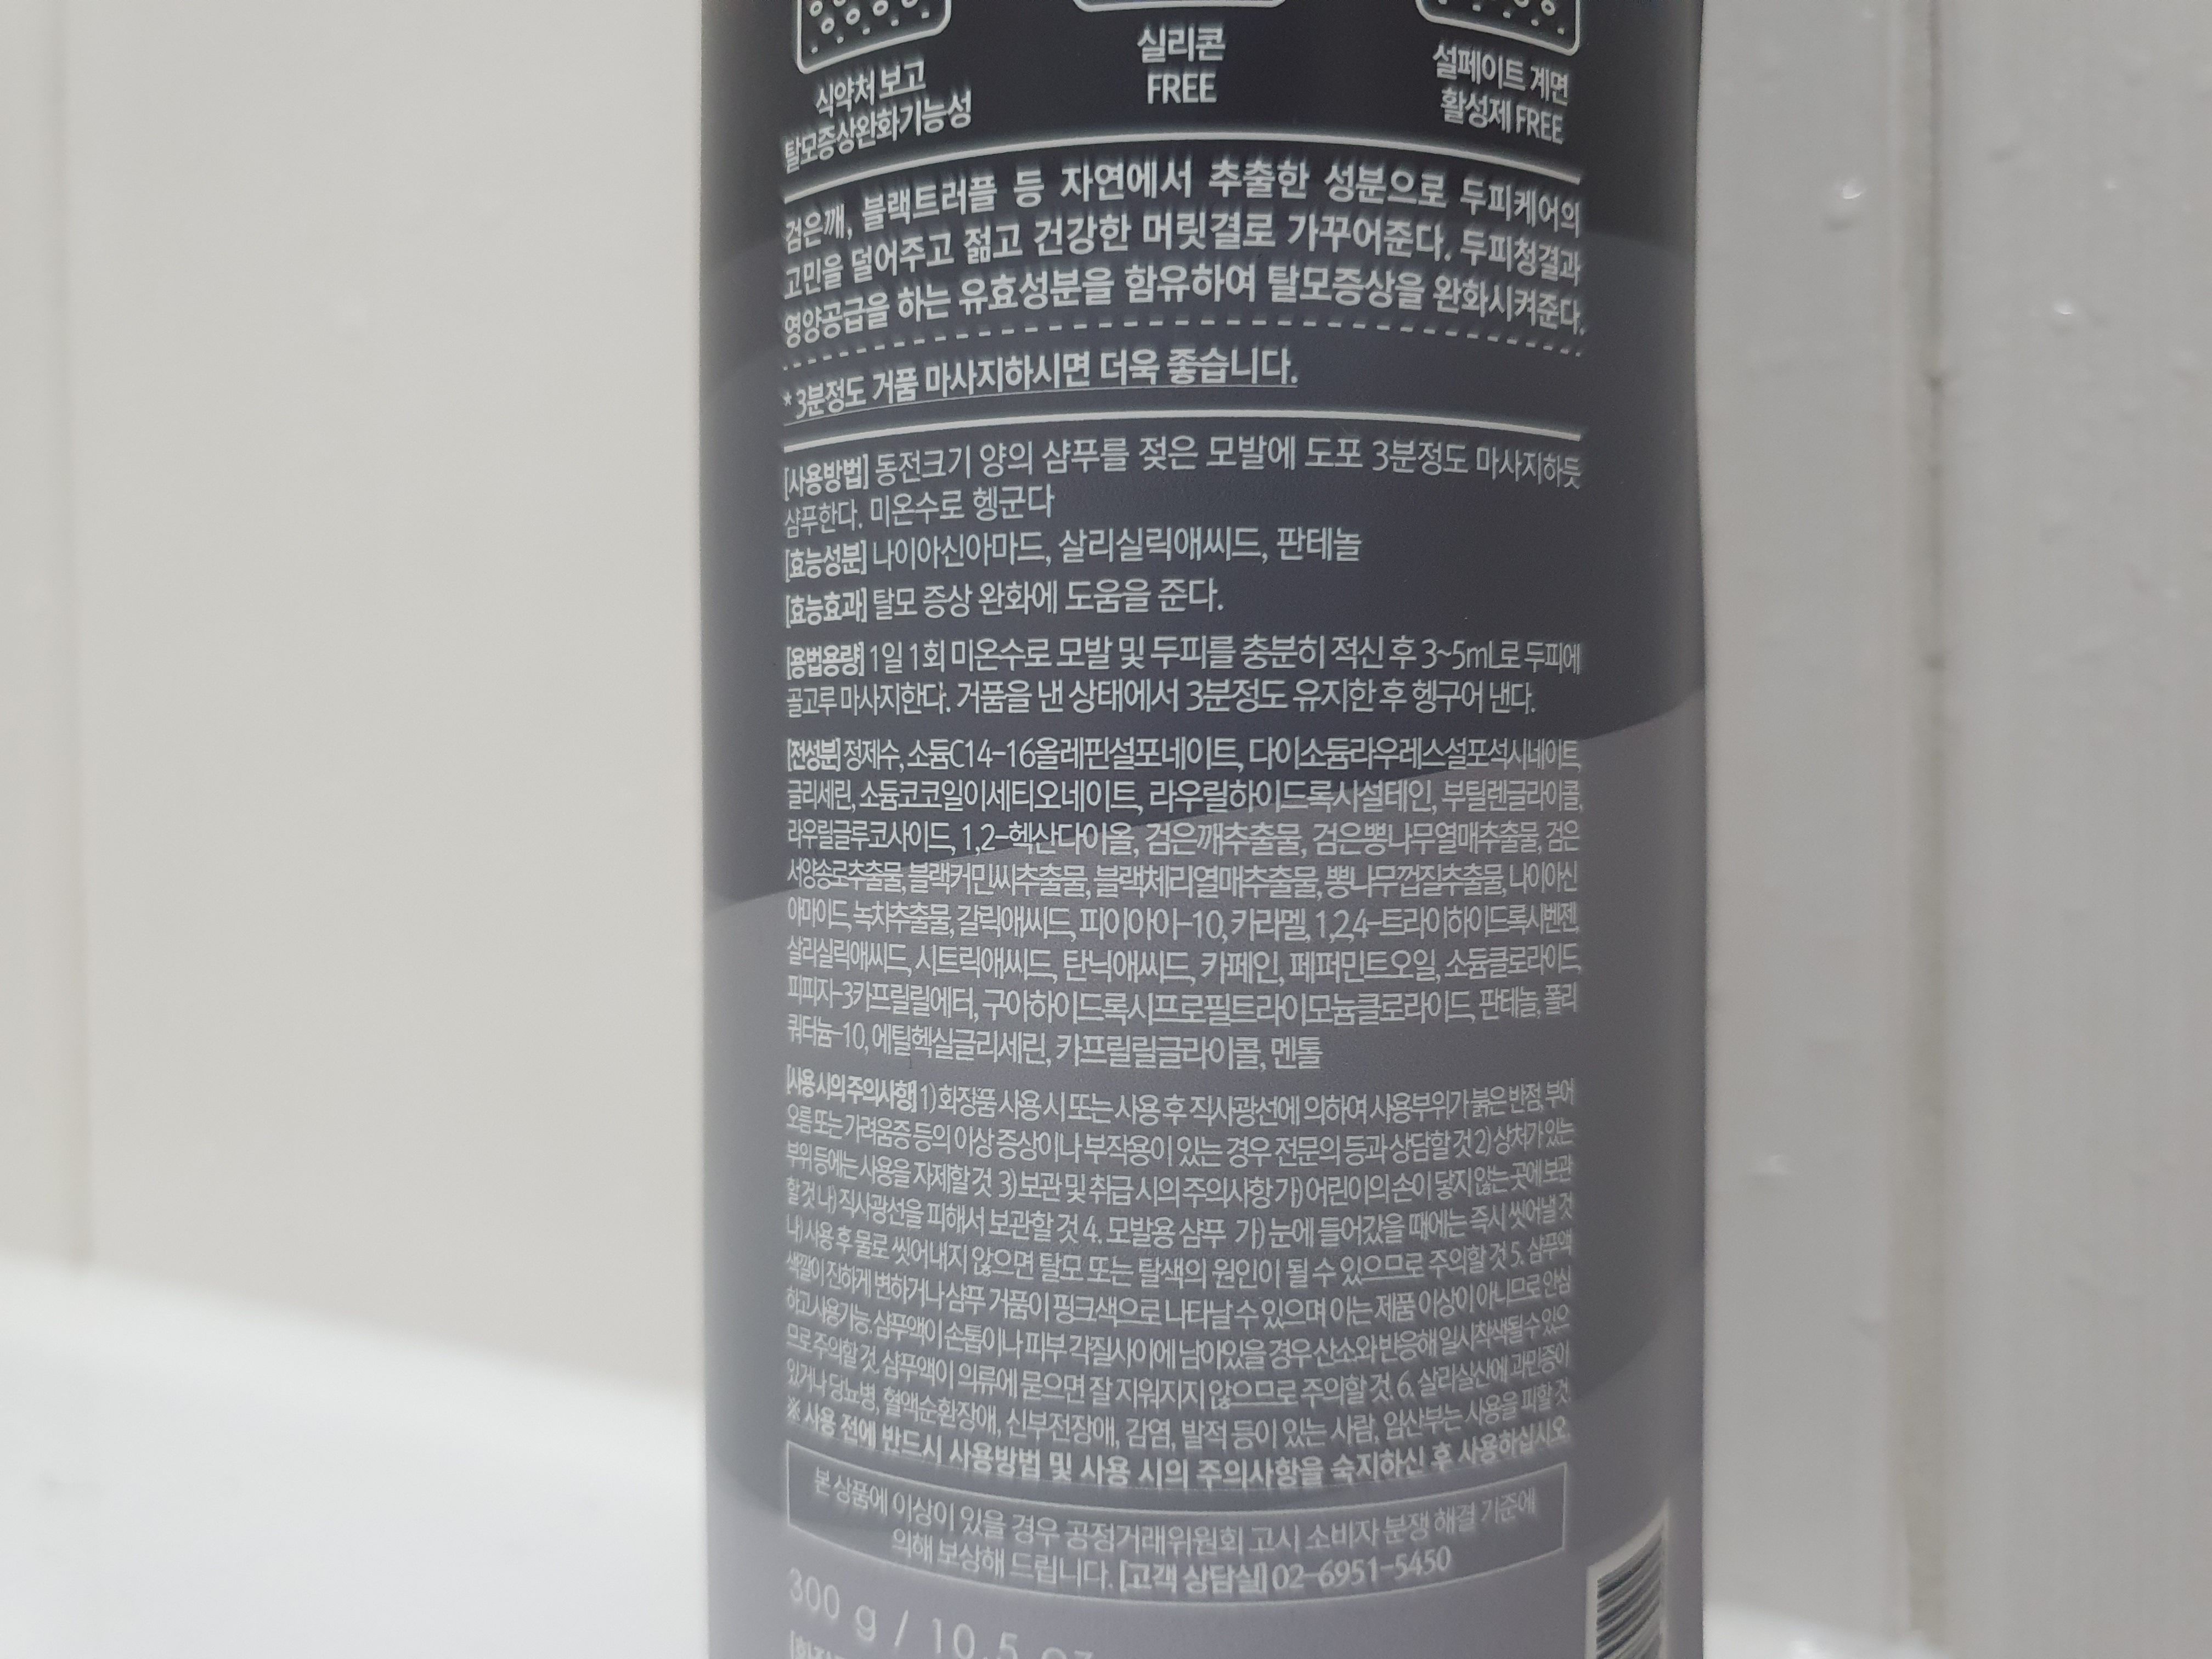 식약처 보고
탈모증상완화기능성
실리콘
FREE
설페이트 계면
활성제 FREE
검은깨, 블랙트러플 등 자연에서 추출한 성분으로 두피케어의
고민을 덜어주고 젊고 건강한 머릿결로 가꾸어준다. 두피청결과
영양공급을 하는 유효성분을 함유하여 탈모증상을 완화시켜준다.
* 3분정도 거품 마사지하시면 더욱 좋습니다.
[사용방법] 동전크기 양의 샴푸를 젖은 모발에 도포 3분정도 마사지하듯
샴푸한다. 미온수로 헹군다
[효능성분] 나이아신아마드, 살리실릭애씨드, 판테놀
[효능효과] 탈모 증상 완화에 도움을 준다.
[용법용량] 1일 1회 미온수로 모발 및 두피를 충분히 적신 후 3~5mL로 두피에
골고루 마사지한다. 거품을 낸 상태에서 3분정도 유지한 후 헹구어 낸다.
[전성분] 정제수, 소듐C14-16올레핀설포네이트, 다이소듐라우레스설포석시네이트,
글리세린, 소듐코코일이세티오네이트, 라우릴하이드록시설테인, 부틸렌글라이콜,
라우릴글루코사이드, 1,2-헥산다이올, 검은깨추출물, 검은뽕나무열매추출물, 검은
서양송로추출물, 블랙커민씨추출물, 블랙체리열매추출물, 뽕나무껍질추출물, 나이아신
아마이드, 녹차추출물, 갈릭애씨드, 피이아이-10, 카라멜, 1,2,4-트라이하이드록시벤젠,
살리실릭애씨드, 시트릭애씨드, 탄닉애씨드, 카페인, 페퍼민트오일, 소듐클로라이드,
피피지-3카프릴릴에터, 구아하이드록시프로필트라이모늄클로라이드, 판테놀, 폴리
쿼터늄-10, 에틸헥실글리세린, 카프릴릴글라이콜, 멘톨
[사용 시의 주의사항] 1) 화장품 사용 시 또는 사용 후 직사광선에 의하여 사용부위가 붉은 반점, 부어
오름 또는 가려움증 등의 이상 증상이나 부작용이 있는 경우 전문의 등과 상담할 것 2) 상처가 있는
부위 등에는 사용을 자제할 것 3) 보관 및 취급 시의 주의사항 가) 어린이의 손이 닿지 않는 곳에 보관
할 것 나) 직사광선을 피해서 보관할 것 4. 모발용 샴푸 가) 눈에 들어갔을 때에는 즉시 씻어낼 것
나) 사용 후 물로 씻어내지 않으면 탈모 또는 탈색의 원인이 될 수 있으므로 주의할 것 5. 샴푸액
색깔이 진하게 변하거나 샴푸 거품이 핑크색으로 나타날 수 있으며 이는 제품 이상이 아니므로 안심
하고 사용가능. 샴푸액이 손톱이나 피부 각질사이에 남아있을 경우 산소와 반응해 일시착색될 수 있으
므로 주의할 것. 샴푸액이 의류에 묻으면 잘 지워지지 않으므로 주의할 것. 6. 살리실산에 과민증이
있거나 당뇨병, 혈액순환장애, 신부전장애, 감염, 발적 등이 있는 사람, 임산부는 사용을 피할 것
※ 사용 전에 반드시 사용방법 및 사용 시의 주의사항을 숙지하신 후 사용하십시오.
본 상품에 이상이 있을 경우 공정거래위원회 고시 소비자 분쟁 해결 기준에
의해 보상해 드립니다. [고객 상담실] 02-6951-5450
300 g / 10.5 oz